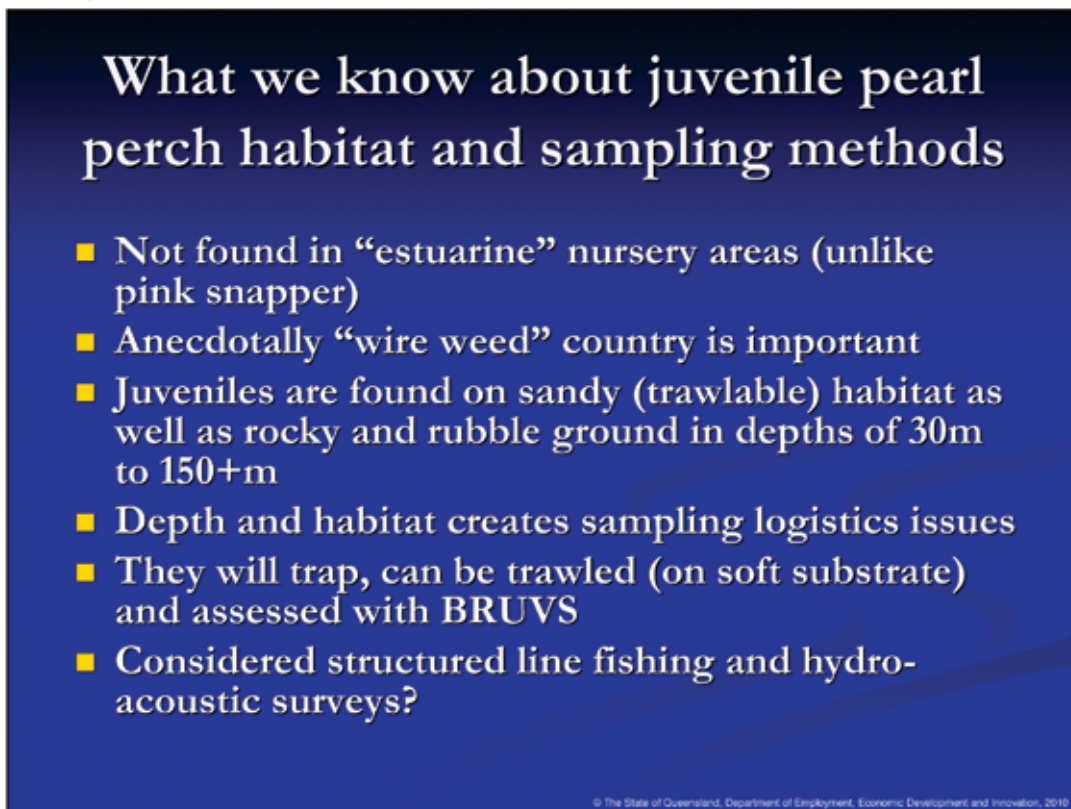 What we know about juvenile pearl
perch habitat and sampling methods
Not found in “estuarine” nursery areas (unlike
pink snapper)
Anecdotally “wire weed” country is important
Juveniles are found on sandy (trawlable) habitat as
well as rocky and rubble ground in depths of 30m
to 150+m
Depth and habitat creates sampling logistics issues
They will trap, can be trawled (on soft substrate)
and assessed with BRUVS
Considered structured line fishing and hydro-
acoustic surveys?
© The State of Queensland, Department of Employment, Economic Development and Innovation, 2010